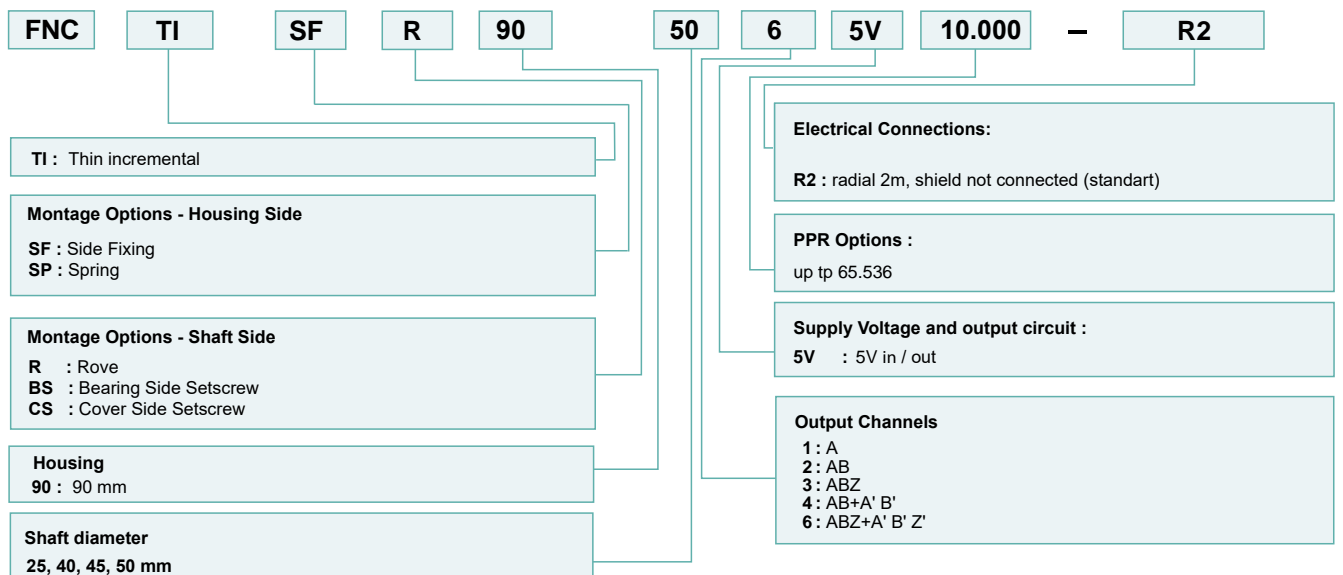 FNC TI SF R 90 50 6 5V 10.000 – R2
TI : Thin incremental
Montage Options - Housing Side
SF : Side Fixing
SP : Spring
Montage Options - Shaft Side
R : Rove
BS : Bearing Side Setscrew
CS : Cover Side Setscrew
Housing
90 : 90 mm
Shaft diameter
25, 40, 45, 50 mm
Electrical Connections:
R2 : radial 2m, shield not connected (standart)
PPR Options :
up tp 65.536
Supply Voltage and output circuit :
5V : 5V in / out
Output Channels
1 : A
2 : AB
3 : ABZ
4 : AB+A' B'
6 : ABZ+A' B' Z'